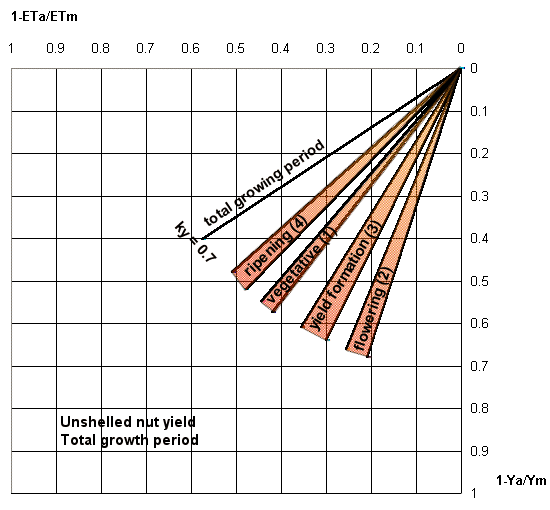 1-ETa/ETm
1 0.9 0.8 0.7 0.6 0.5 0.4 0.3 0.2 0.1 0
0
0.1
0.2
0.3
0.4
0.5
0.6
0.7
0.8
0.9
1
total growing period
ky = 0.7
ripening (4)
vegetative (1)
yield formation (3)
flowering (2)
Unshelled nut yield
Total growth period
1-Ya/Ym